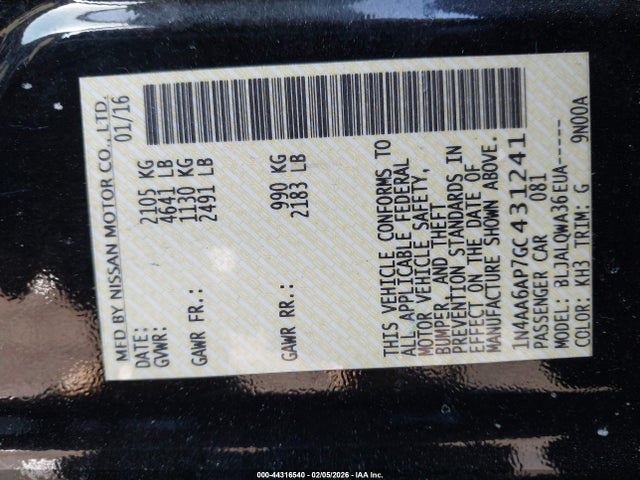 MFD BY NISSAN MOTOR CO., LTD.
DATE: 01/16
GVWR: 2105 KG
4641 LB
GAWR FR.: 1130 KG
2491 LB
GAWR RR.: 990 KG
2183 LB
THIS VEHICLE CONFORMS TO
ALL APPLICABLE FEDERAL
MOTOR VEHICLE SAFETY,
BUMPER, AND THEFT
PREVENTION STANDARDS IN
EFFECT ON THE DATE OF
MANUFACTURE SHOWN ABOVE.
1N4AA6AP7GC431241
PASSENGER CAR 081
MODEL: BLJALQWA36EUA-----
COLOR: KH3 TRIM: G 9N00A
000-44316540 - 02/05/2026 - IAA Inc.